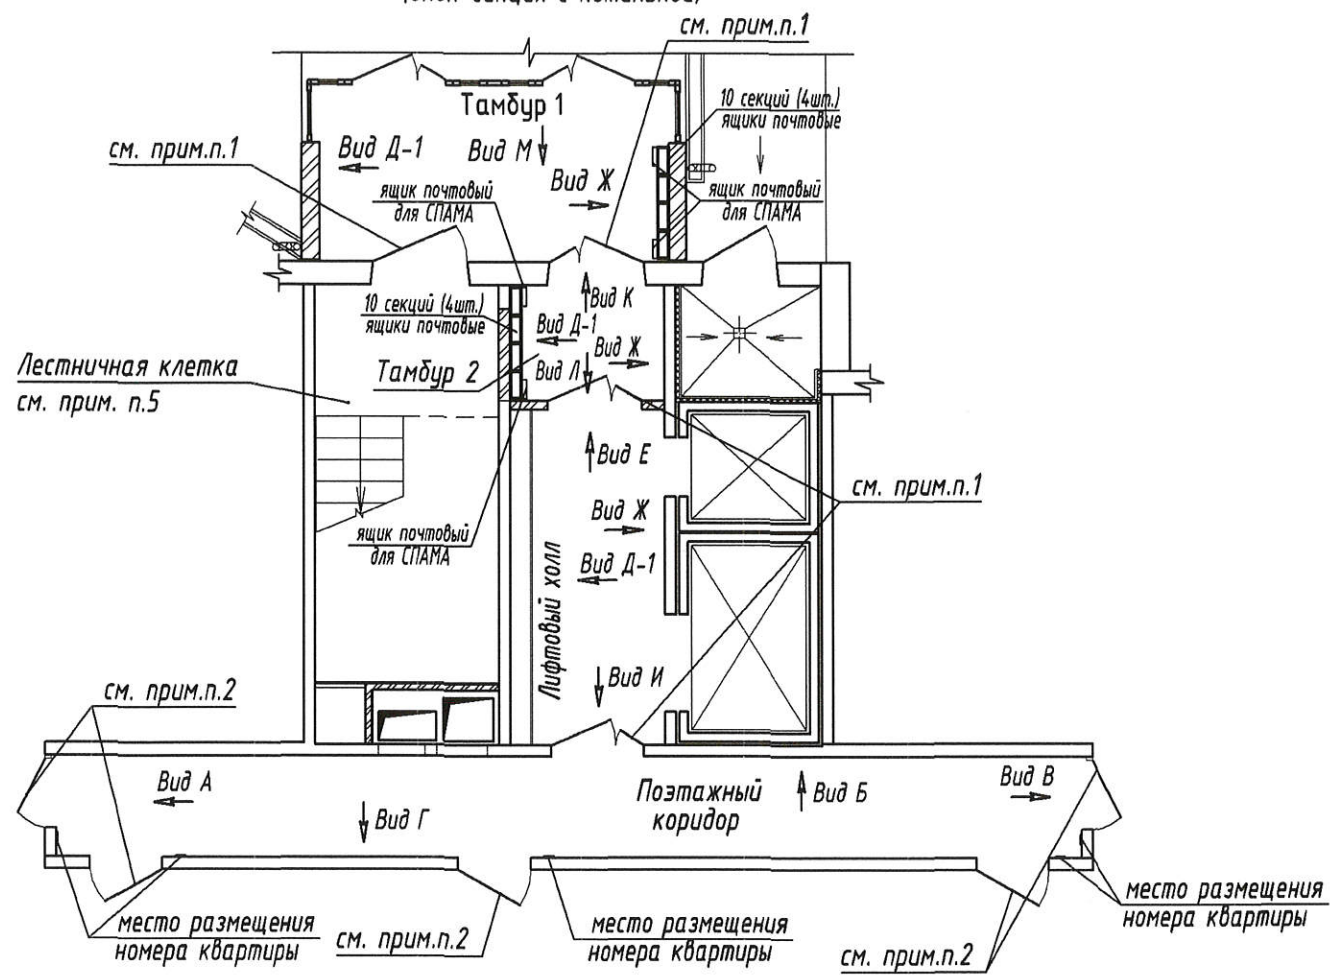 см. прим.п.1
Тамбур 1
10 секций (4шт.)
ящики почтовые
см. прим.п.1
Вид Д-1
Вид М
Вид Ж
ящик почтовый
для СПАМА
ящик почтовый
для СПАМА
10 секций (4шт.)
ящики почтовые
Вид К
Вид Д-1
Вид Ж
Лестничная клетка
см. прим. п.5
Тамбур 2
Вид Л
Вид Е
см. прим.п.1
Вид Ж
ящик почтовый
для СПАМА
Вид Д-1
Лифтовый холл
Вид И
см. прим.п.2
Вид А
Вид Г
Поэтажный
коридор
Вид Б
Вид В
место размещения
номера квартиры
см. прим.п.2
место размещения
номера квартиры
см. прим.п.2
место размещения
номера квартиры